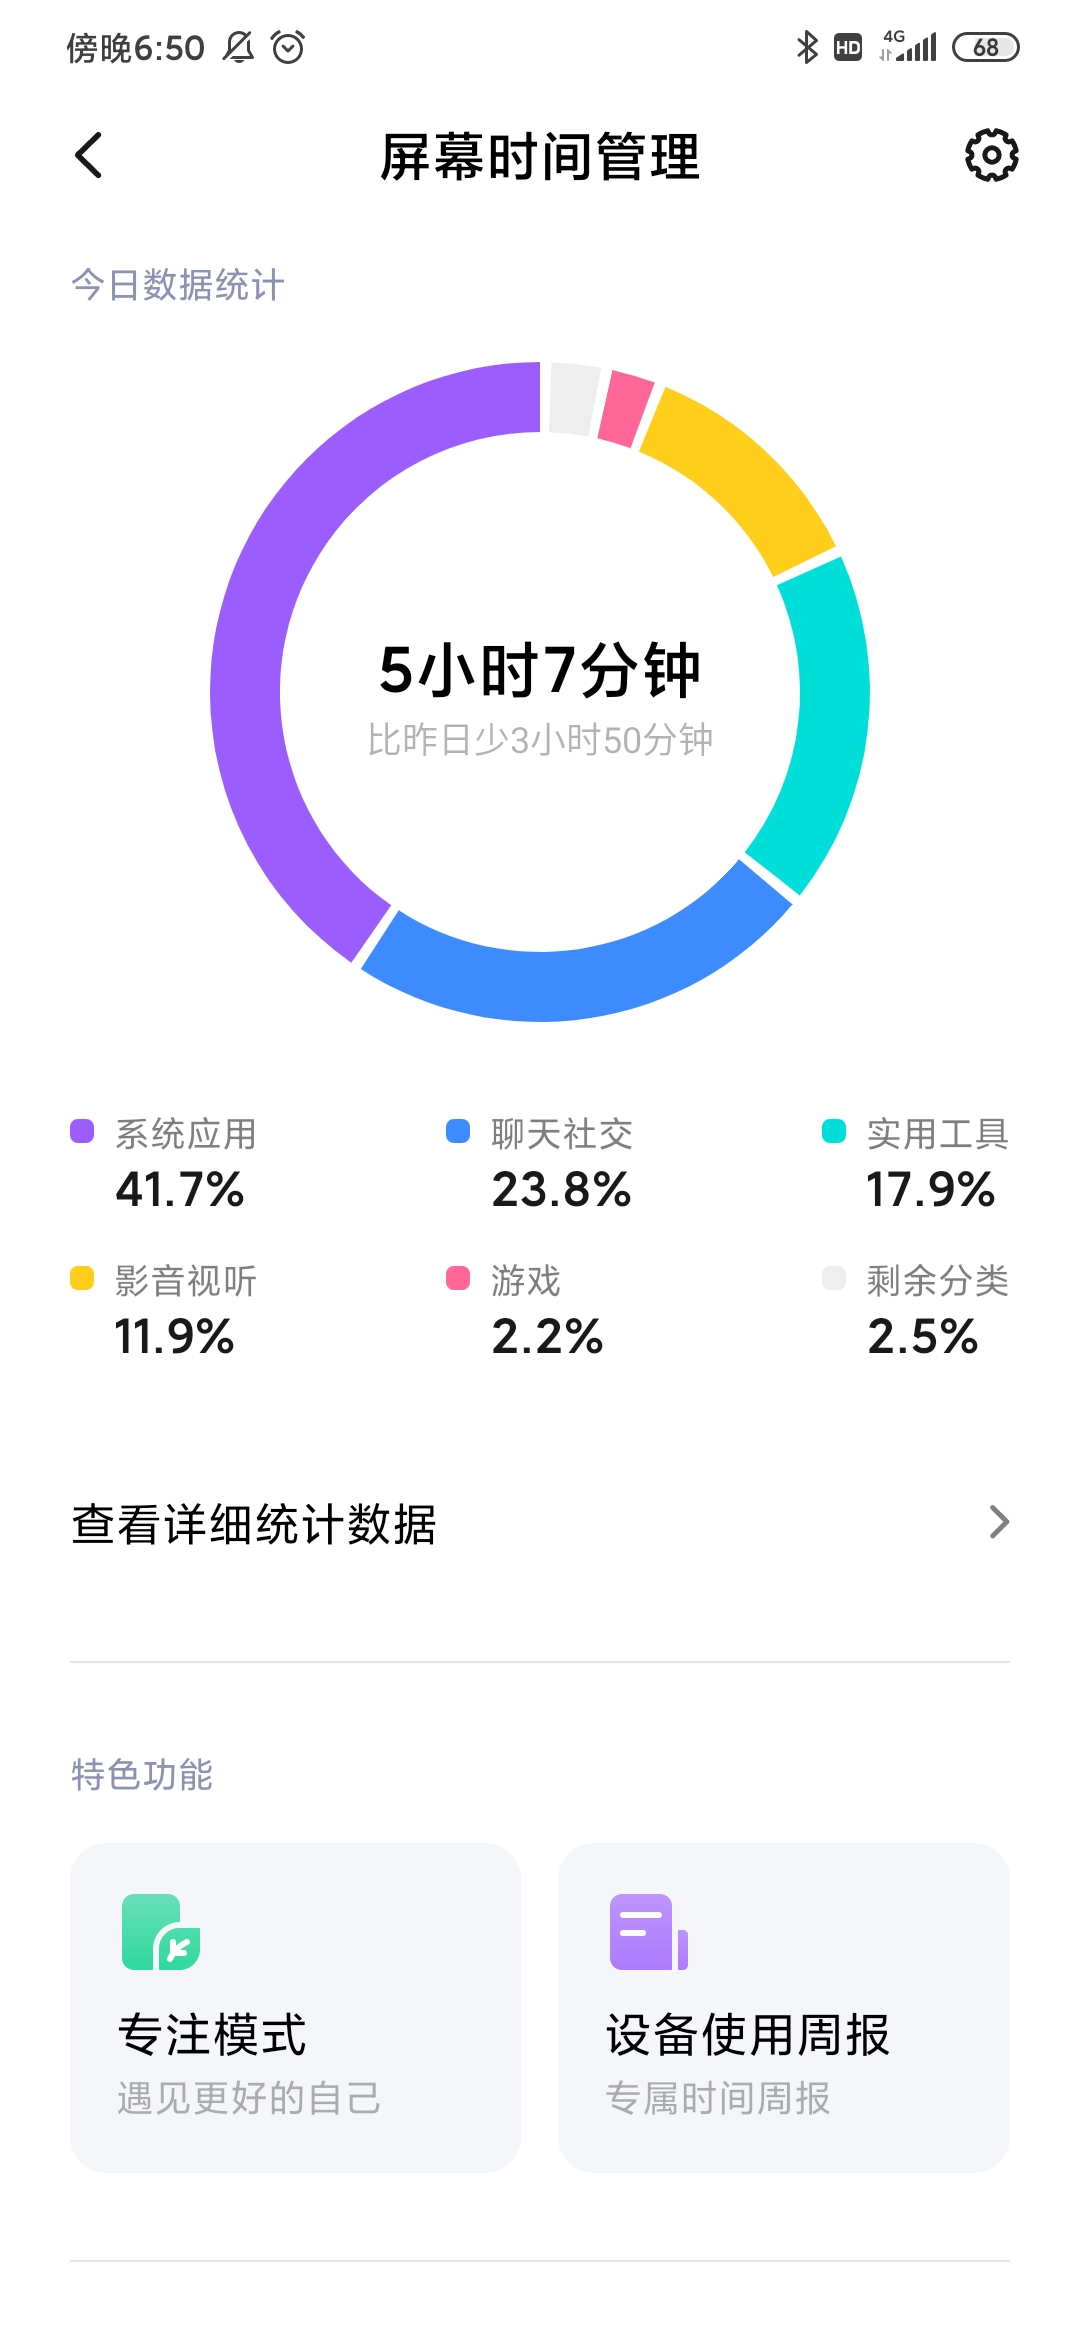 傍晚6:50 HD 4G 68
屏幕时间管理
今日数据统计
5小时7分钟
比昨日少3小时50分钟
系统应用 聊天社交 实用工具
41.7% 23.8% 17.9%
影音视听 游戏 剩余分类
11.9% 2.2% 2.5%
查看详细统计数据
特色功能
专注模式 设备使用周报
遇见更好的自己 专属时间周报